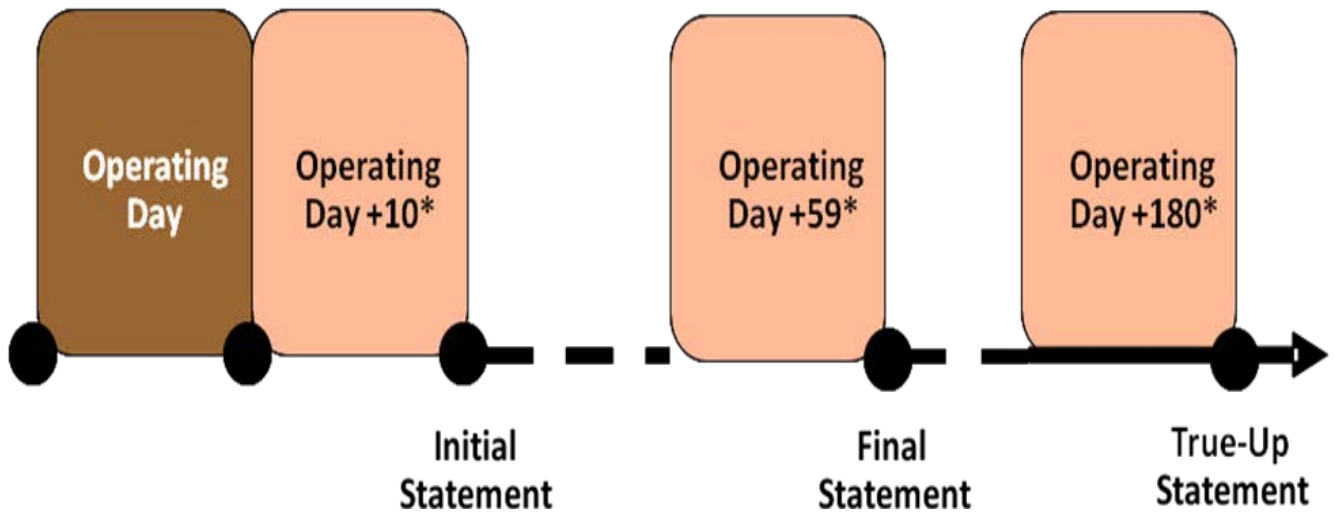 Operating
Day
Operating
Day +10*
Operating
Day +59*
Operating
Day +180*
Initial
Statement
Final
Statement
True-Up
Statement